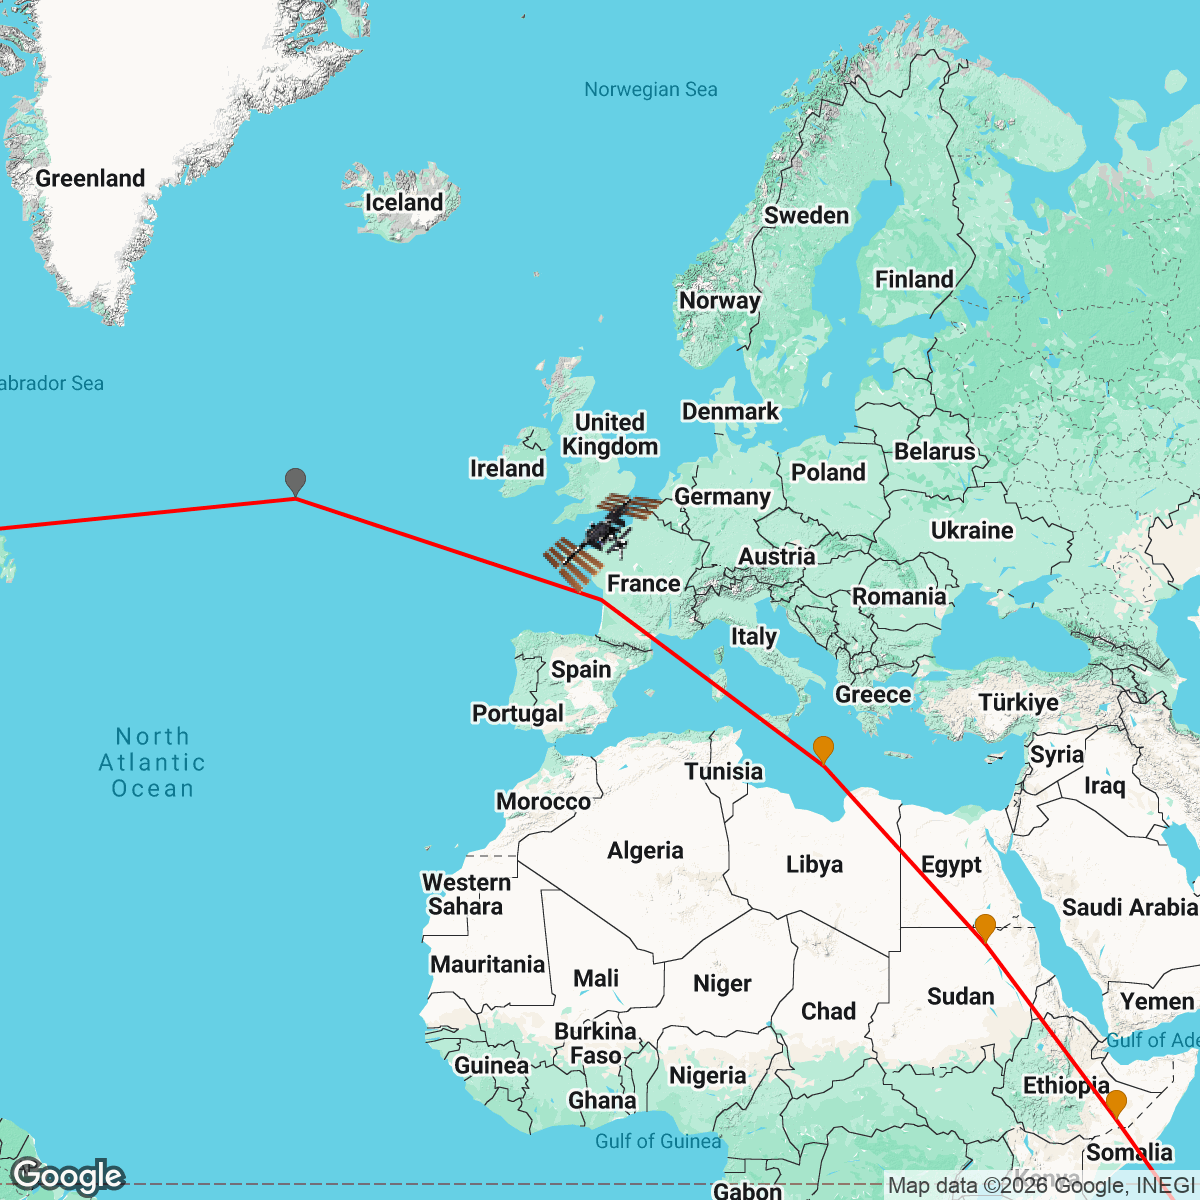 Norwegian Sea
Greenland
Iceland
Sweden
Finland
Norway
abrador Sea
Denmark
United
Kingdom
Belarus
Ireland
Poland
Germany
Ukraine
Austria
France
Romania
Italy
Spain
Greece
Türkiye
Portugal
North
Atlantic
Ocean
Syria
Tunisia
Iraq
Morocco
Algeria
Libya
Egypt
Western
Sahara
Saudi Arabia
Mauritania
Mali
Niger
Sudan
Yemen
Chad
Burkina
Faso
Gulf of Ade
Guinea
Nigeria
Ethiopia
Ghana
Gulf of Guinea
Somalia
Kenya
Google
Gabon
Map data ©2026 Google, INEGI